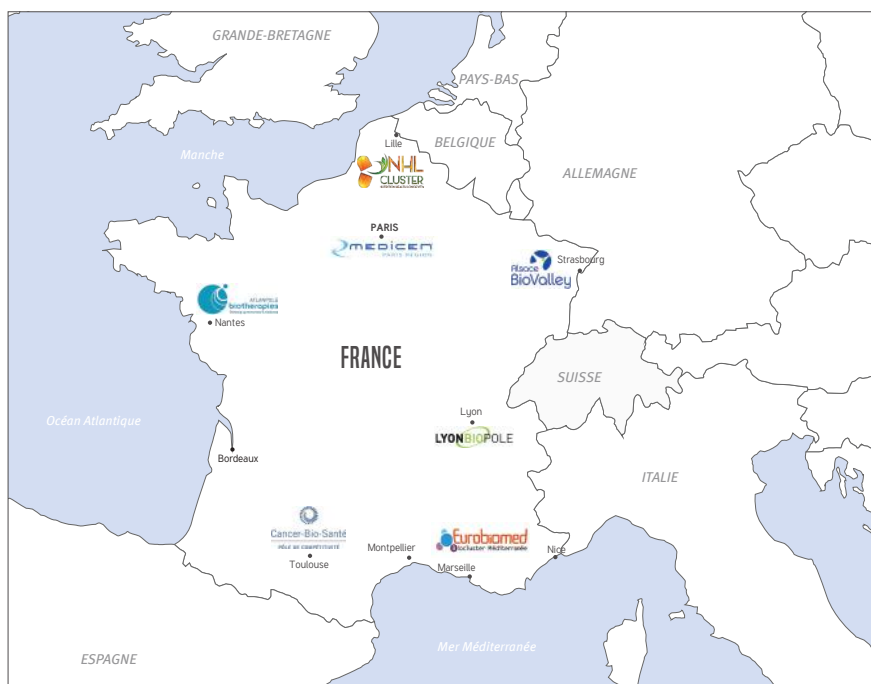 GRANDE-BRETAGNE
PAYS-BAS
Lille
BELGIQUE
Manche
NHL
CLUSTER
ALLEMAGNE
PARIS
MEDICEN
PARIS REGION
Strasbourg
Alsace
BioValley
ATLANTIC
biotherapies
Nantes
FRANCE
SUISSE
Océan Atlantique
Lyon
LYONBIOPOLE
Bordeaux
ITALIE
Cancer-Bio-Santé
PÔLE DE COMPÉTITIVITÉ
Eurobiomed
Biocluster Méditerranée
Montpellier
Nice
Toulouse
Marseille
Mer Méditerranée
ESPAGNE